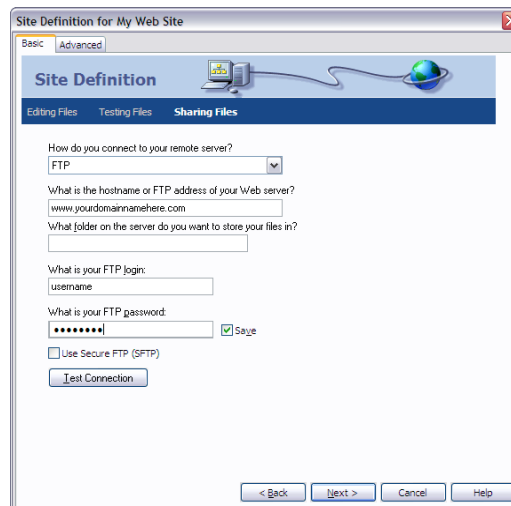 Site Definition for My Web Site
Basic Advanced
Site Definition
Editing Files Testing Files Sharing Files
How do you connect to your remote server?
FTP
What is the hostname or FTP address of your Web server?
www.yourdomainnamehere.com
What folder on the server do you want to store your files in?
What is your FTP login:
username
What is your FTP password:
•••••••• Save
Use Secure FTP (SFTP)
Test Connection
< Back Next > Cancel Help